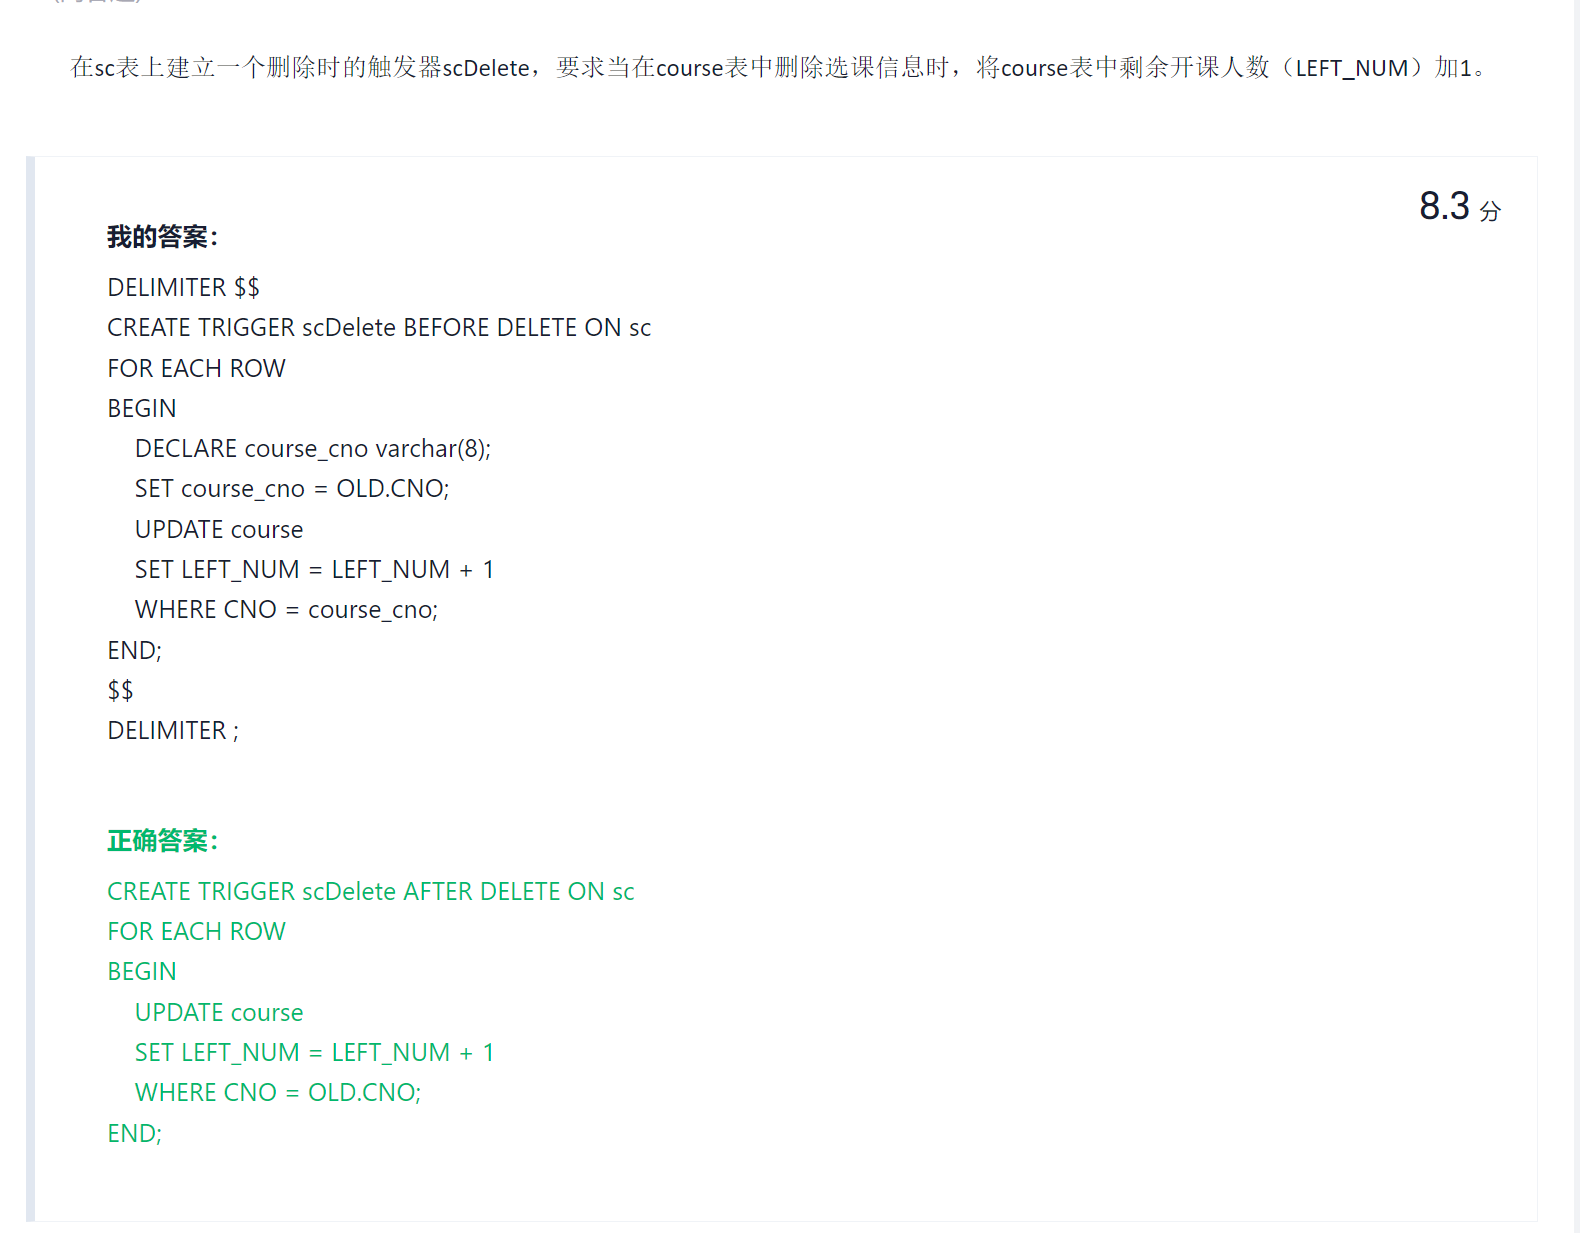 在sc表上建立一个删除时的触发器scDelete，要求当在course表中删除选课信息时，将course表中剩余开课人数（LEFT_NUM）加1。
8.3 分
我的答案：
DELIMITER $$
CREATE TRIGGER scDelete BEFORE DELETE ON sc
FOR EACH ROW
BEGIN
DECLARE course_cno varchar(8);
SET course_cno = OLD.CNO;
UPDATE course
SET LEFT_NUM = LEFT_NUM + 1
WHERE CNO = course_cno;
END;
$$
DELIMITER ;
正确答案：
CREATE TRIGGER scDelete AFTER DELETE ON sc
FOR EACH ROW
BEGIN
UPDATE course
SET LEFT_NUM = LEFT_NUM + 1
WHERE CNO = OLD.CNO;
END;